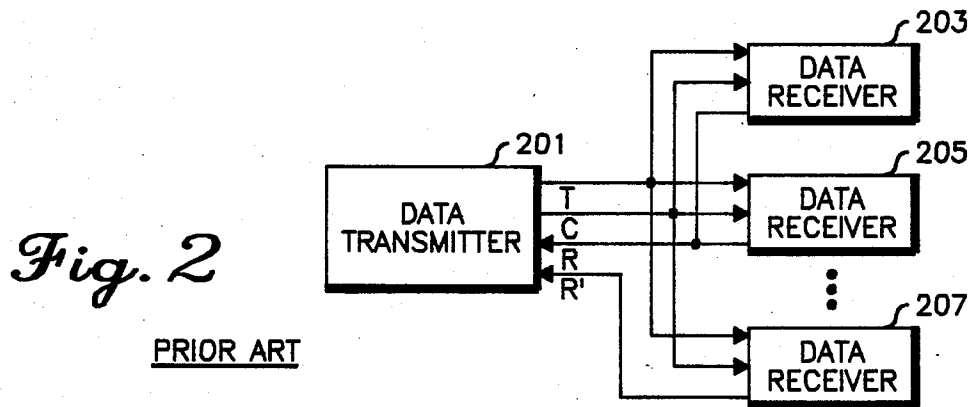 203
DATA
RECEIVER
201
205
DATA
TRANSMITTER
T
C
R
R'
DATA
RECEIVER
Fig. 2
207
PRIOR ART
DATA
RECEIVER